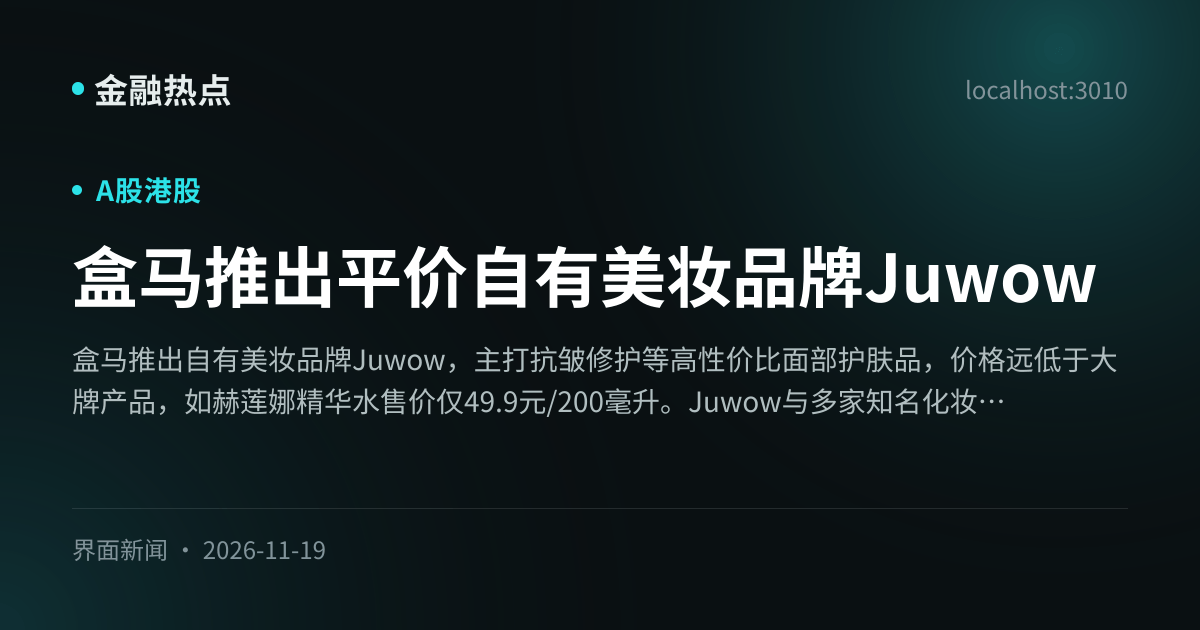 金融热点
localhost:3010
A股港股
盒马推出平价自有美妆品牌Juwow
盒马推出自有美妆品牌Juwow，主打抗皱修护等高性价比面部护肤品，价格远低于大
牌产品，如赫莲娜精华水售价仅49.9元/200毫升。Juwow与多家知名化妆…
界面新闻 · 2026-11-19